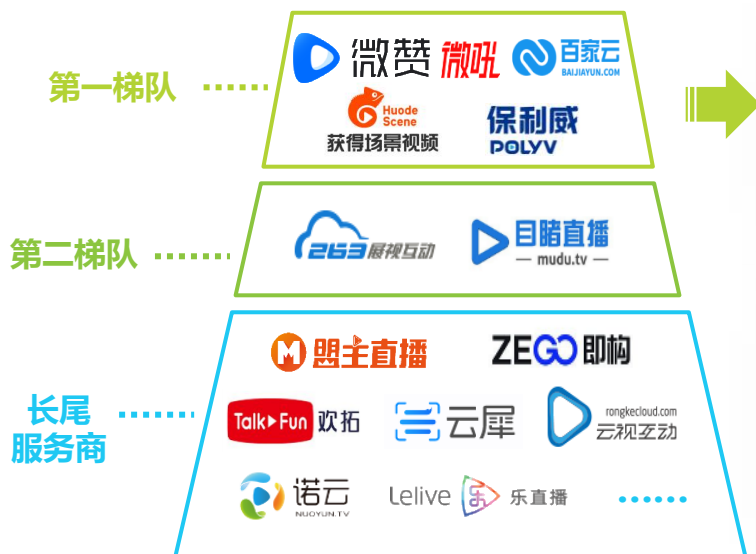 第一梯队
微赞
微吼
百家云
BAIJIAYUN.COM
Huode
Scene
获得场景视频
保利威
POLYV
第二梯队
263展视互动
目睹直播
mudu.tv
长尾
服务商
盟主直播
ZEGO即构
Talk Fun 欢拓
云犀
rongkecloud.com
云视互动
诺云
NUOYUN.TV
Lelive 乐 乐直播
······